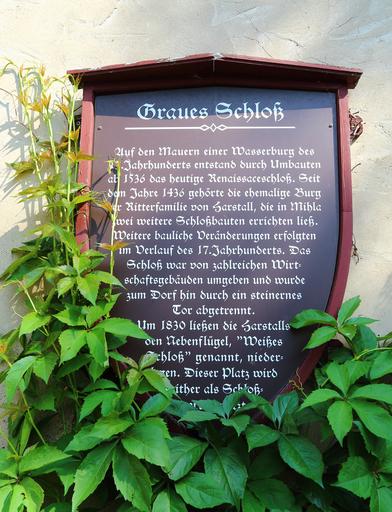 Graues Schloß
Auf den Mauern einer Wasserburg des
Jahrhunderts entstand durch Umbauten
ab 1536 das heutige Renaissaceschloß. Seit
dem Jahre 1436 gehörte die ehemalige Burg
der Ritterfamilie von Harstall, die in Mihla
zwei weitere Schloßbauten errichten ließ.
Weitere bauliche Veränderungen erfolgten
im Verlauf des 17. Jahrhunderts. Das
Schloß war von zahlreichen Wirt-
schaftsgebäuden umgeben und wurde
zum Dorf hin durch ein steinernes
Tor abgetrennt.
Um 1830 ließen die Harstalls
den Nebenflügel, "Weißes
Schloß" genannt, nieder-
Dieser Platz wird
seither als Schloß-